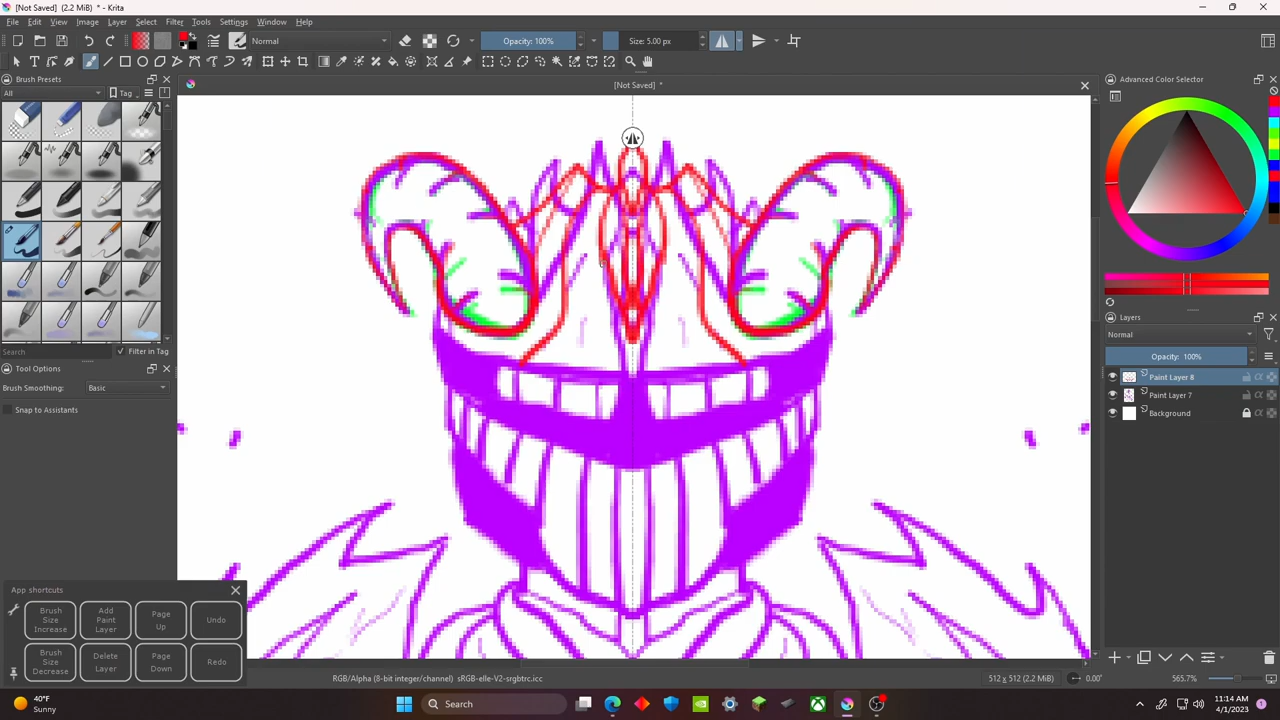 [Not Saved] (2.2 MiB) * - Krita
File Edit View Image Layer Select Filter Tools Settings Window Help
Normal Opacity: 100% Size: 5.00 px
Brush Presets
[Not Saved] *
Advanced Color Selector
All Tag
Search Filter in Tag
Tool Options
Brush Smoothing: Basic
Snap to Assistants
Layers
Normal
Opacity: 100%
Paint Layer 8
Paint Layer 7
Background
App shortcuts
Brush Size Increase
Add Paint Layer
Page Up
Undo
Brush Size Decrease
Delete Layer
Page Down
Redo
RGB/Alpha (8-bit integer/channel) sRGB-elle-V2-srgbtrc.icc
512 x 512 (2.2 MiB) 0.00° 565.7%
40°F
Sunny
Search
11:14 AM
4/1/2023